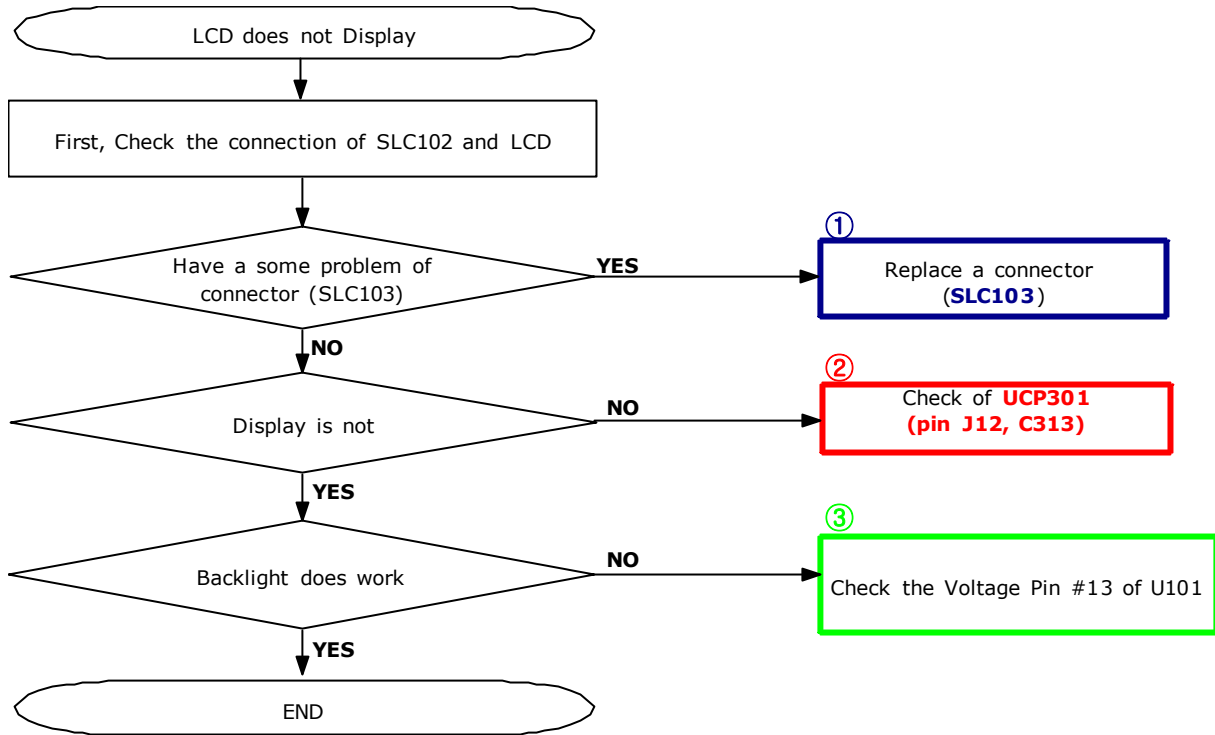 LCD does not Display
First, Check the connection of SLC102 and LCD
①
Have a some problem of
connector (SLC103)
YES
Replace a connector
(SLC103)
NO
②
Display is not
NO
Check of UCP301
(pin J12, C313)
YES
③
Backlight does work
NO
Check the Voltage Pin #13 of U101
YES
END